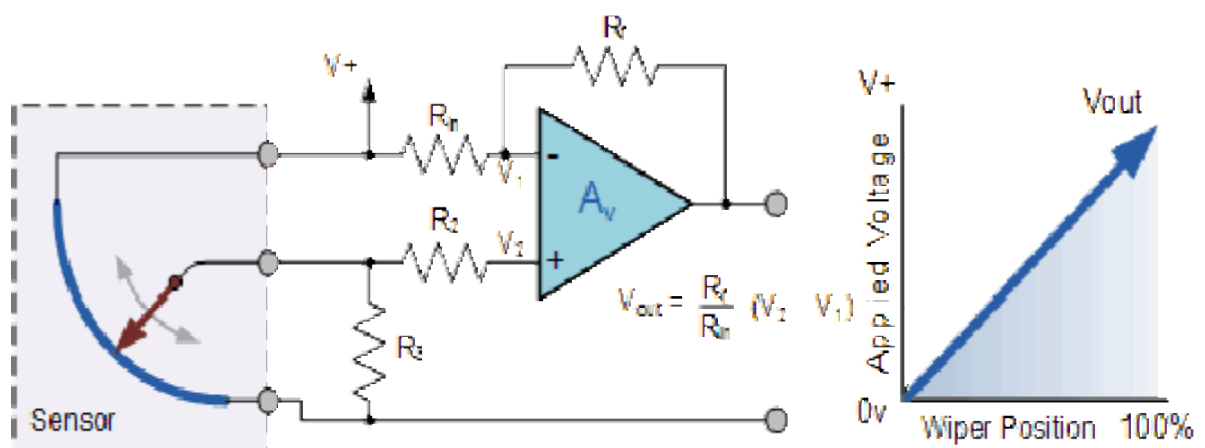 Rf
V+
Rin
V1
Av
R2
V2
R3
Vout = Rf/Rin (V2 V1)
Sensor
V+
Vout
Applied Voltage
0v
Wiper Position 100%